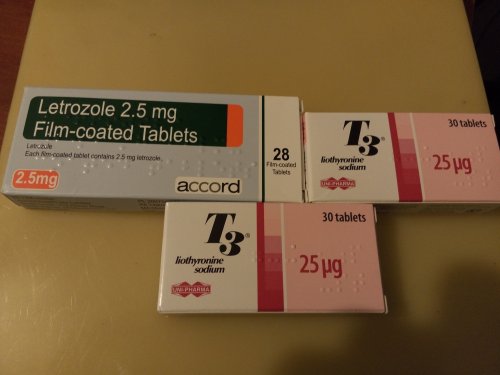 Letrozole 2.5 mg
Film-coated Tablets
Letrozole
Each film-coated tablet contains 2.5 mg letrozole.
2.5mg
accord
28
Film-coated
Tablets
T3®
liothyronine
sodium
UNI-PHARMA
30 tablets
25 µg
T3®
liothyronine
sodium
UNI-PHARMA
30 tablets
25 µg